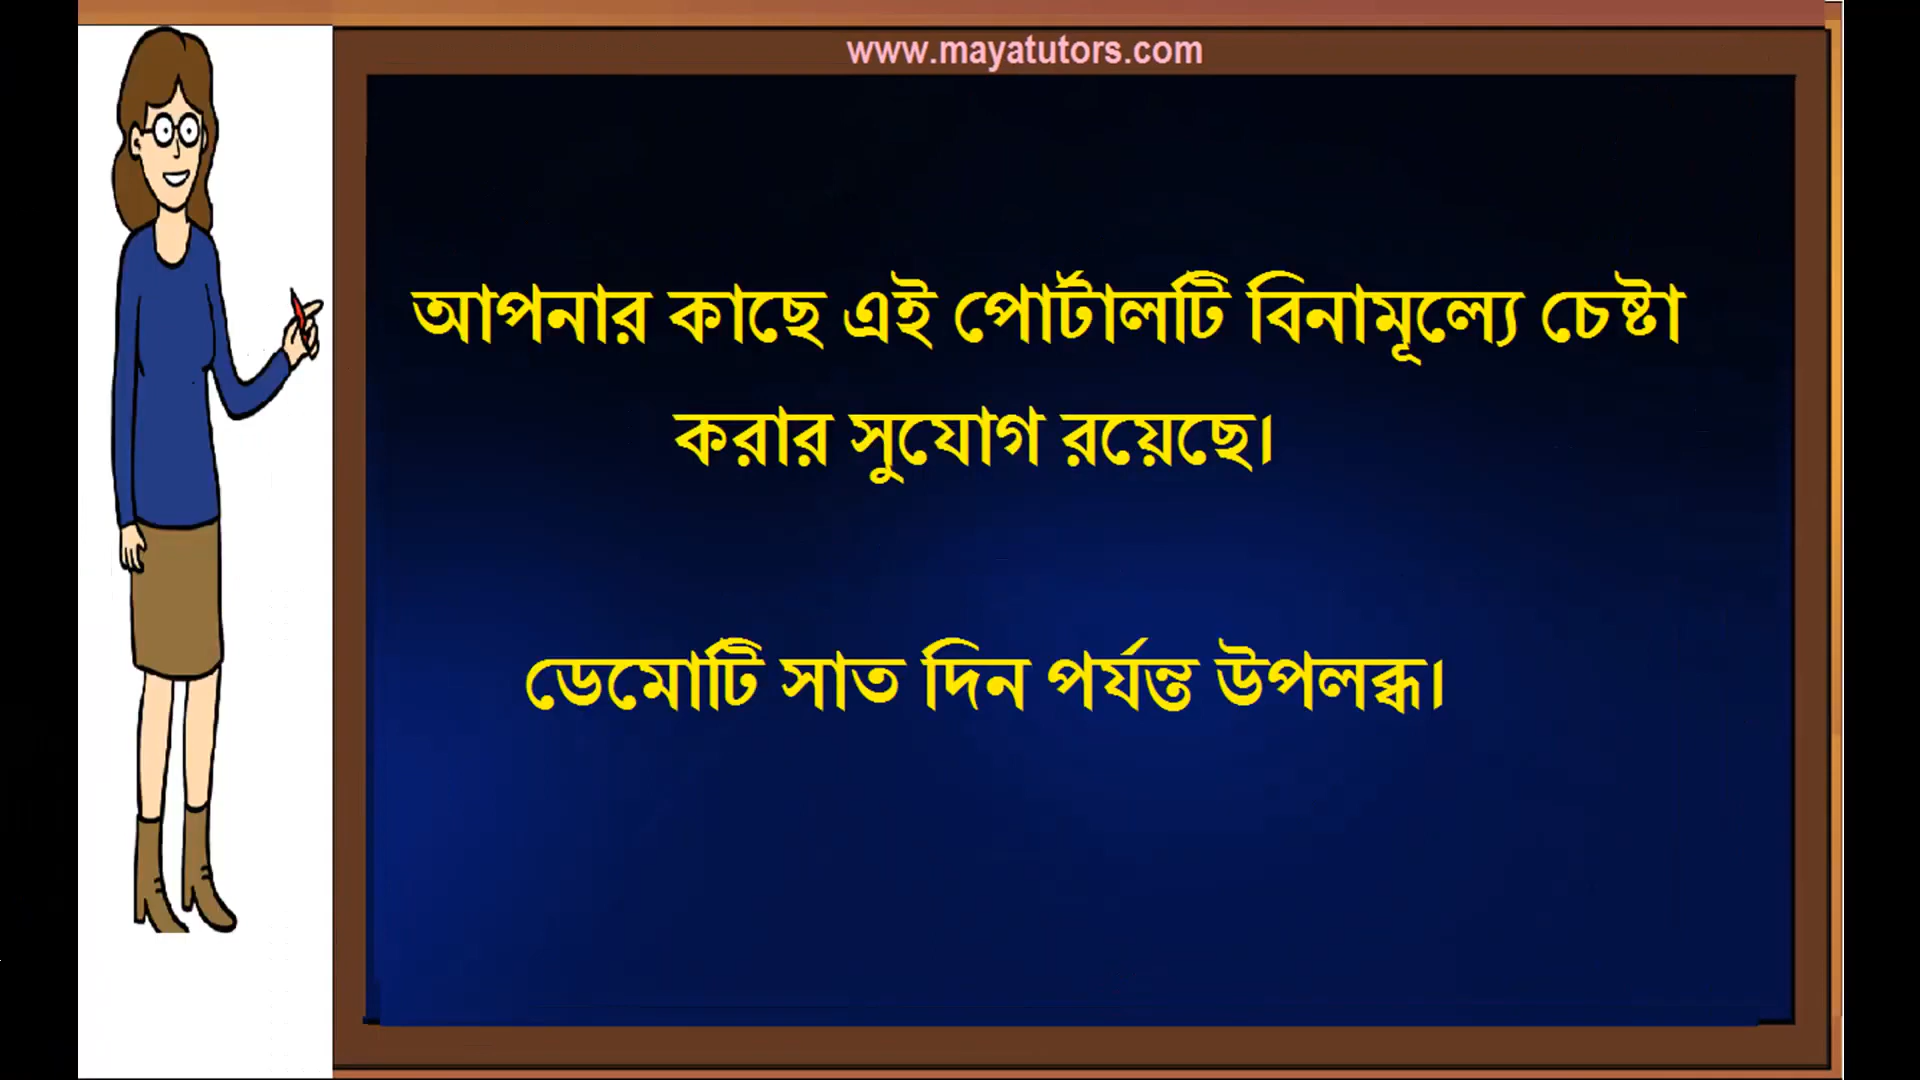 www.mayatutors.com
আপনার কাছে এই পোর্টালটি বিনামূল্যে চেষ্টা
করার সুযোগ রয়েছে।
ডেমোটি সাত দিন পর্যন্ত উপলব্ধ।